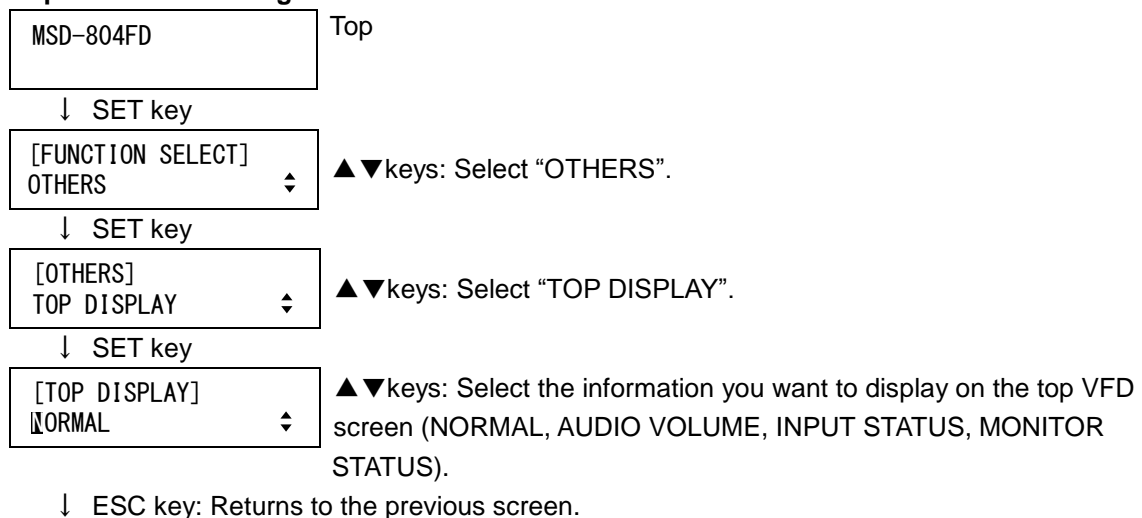 MSD-804FD
Top
↓ SET key
[FUNCTION SELECT]
OTHERS
▲▼keys: Select “OTHERS”.
↓ SET key
[OTHERS]
TOP DISPLAY
▲▼keys: Select “TOP DISPLAY”.
↓ SET key
[TOP DISPLAY]
NORMAL
▲▼keys: Select the information you want to display on the top VFD
screen (NORMAL, AUDIO VOLUME, INPUT STATUS, MONITOR
STATUS).
↓ ESC key: Returns to the previous screen.